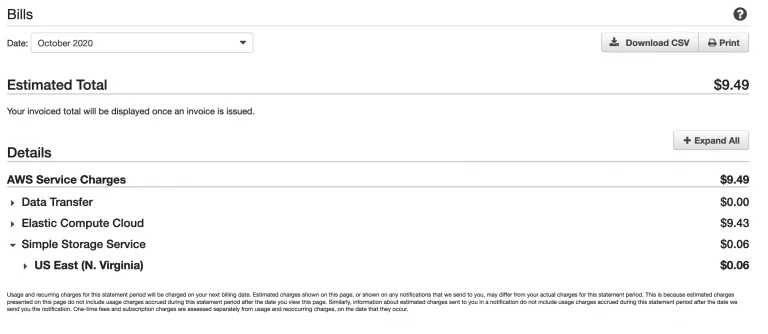 Bills
Date: October 2020 Download CSV Print
Estimated Total $9.49
Your invoiced total will be displayed once an invoice is issued.
+ Expand All
Details
AWS Service Charges $9.49
Data Transfer $0.00
Elastic Compute Cloud $9.43
Simple Storage Service $0.06
US East (N. Virginia) $0.06
Usage and recurring charges for this statement period will be charged on your next billing date. Estimated charges shown on this page, or shown on any notifications that we send to you, may differ from your actual charges for this statement period. This is because estimated charges
presented on this page do not include usage charges accrued during this statement period after the date you view this page. Similarly, information about estimated charges sent to you in a notification do not include usage charges accrued during this statement period after the date we
send you the notification. One-time fees and subscription charges are assessed separately from usage and reoccurring charges, on the date that they occur.